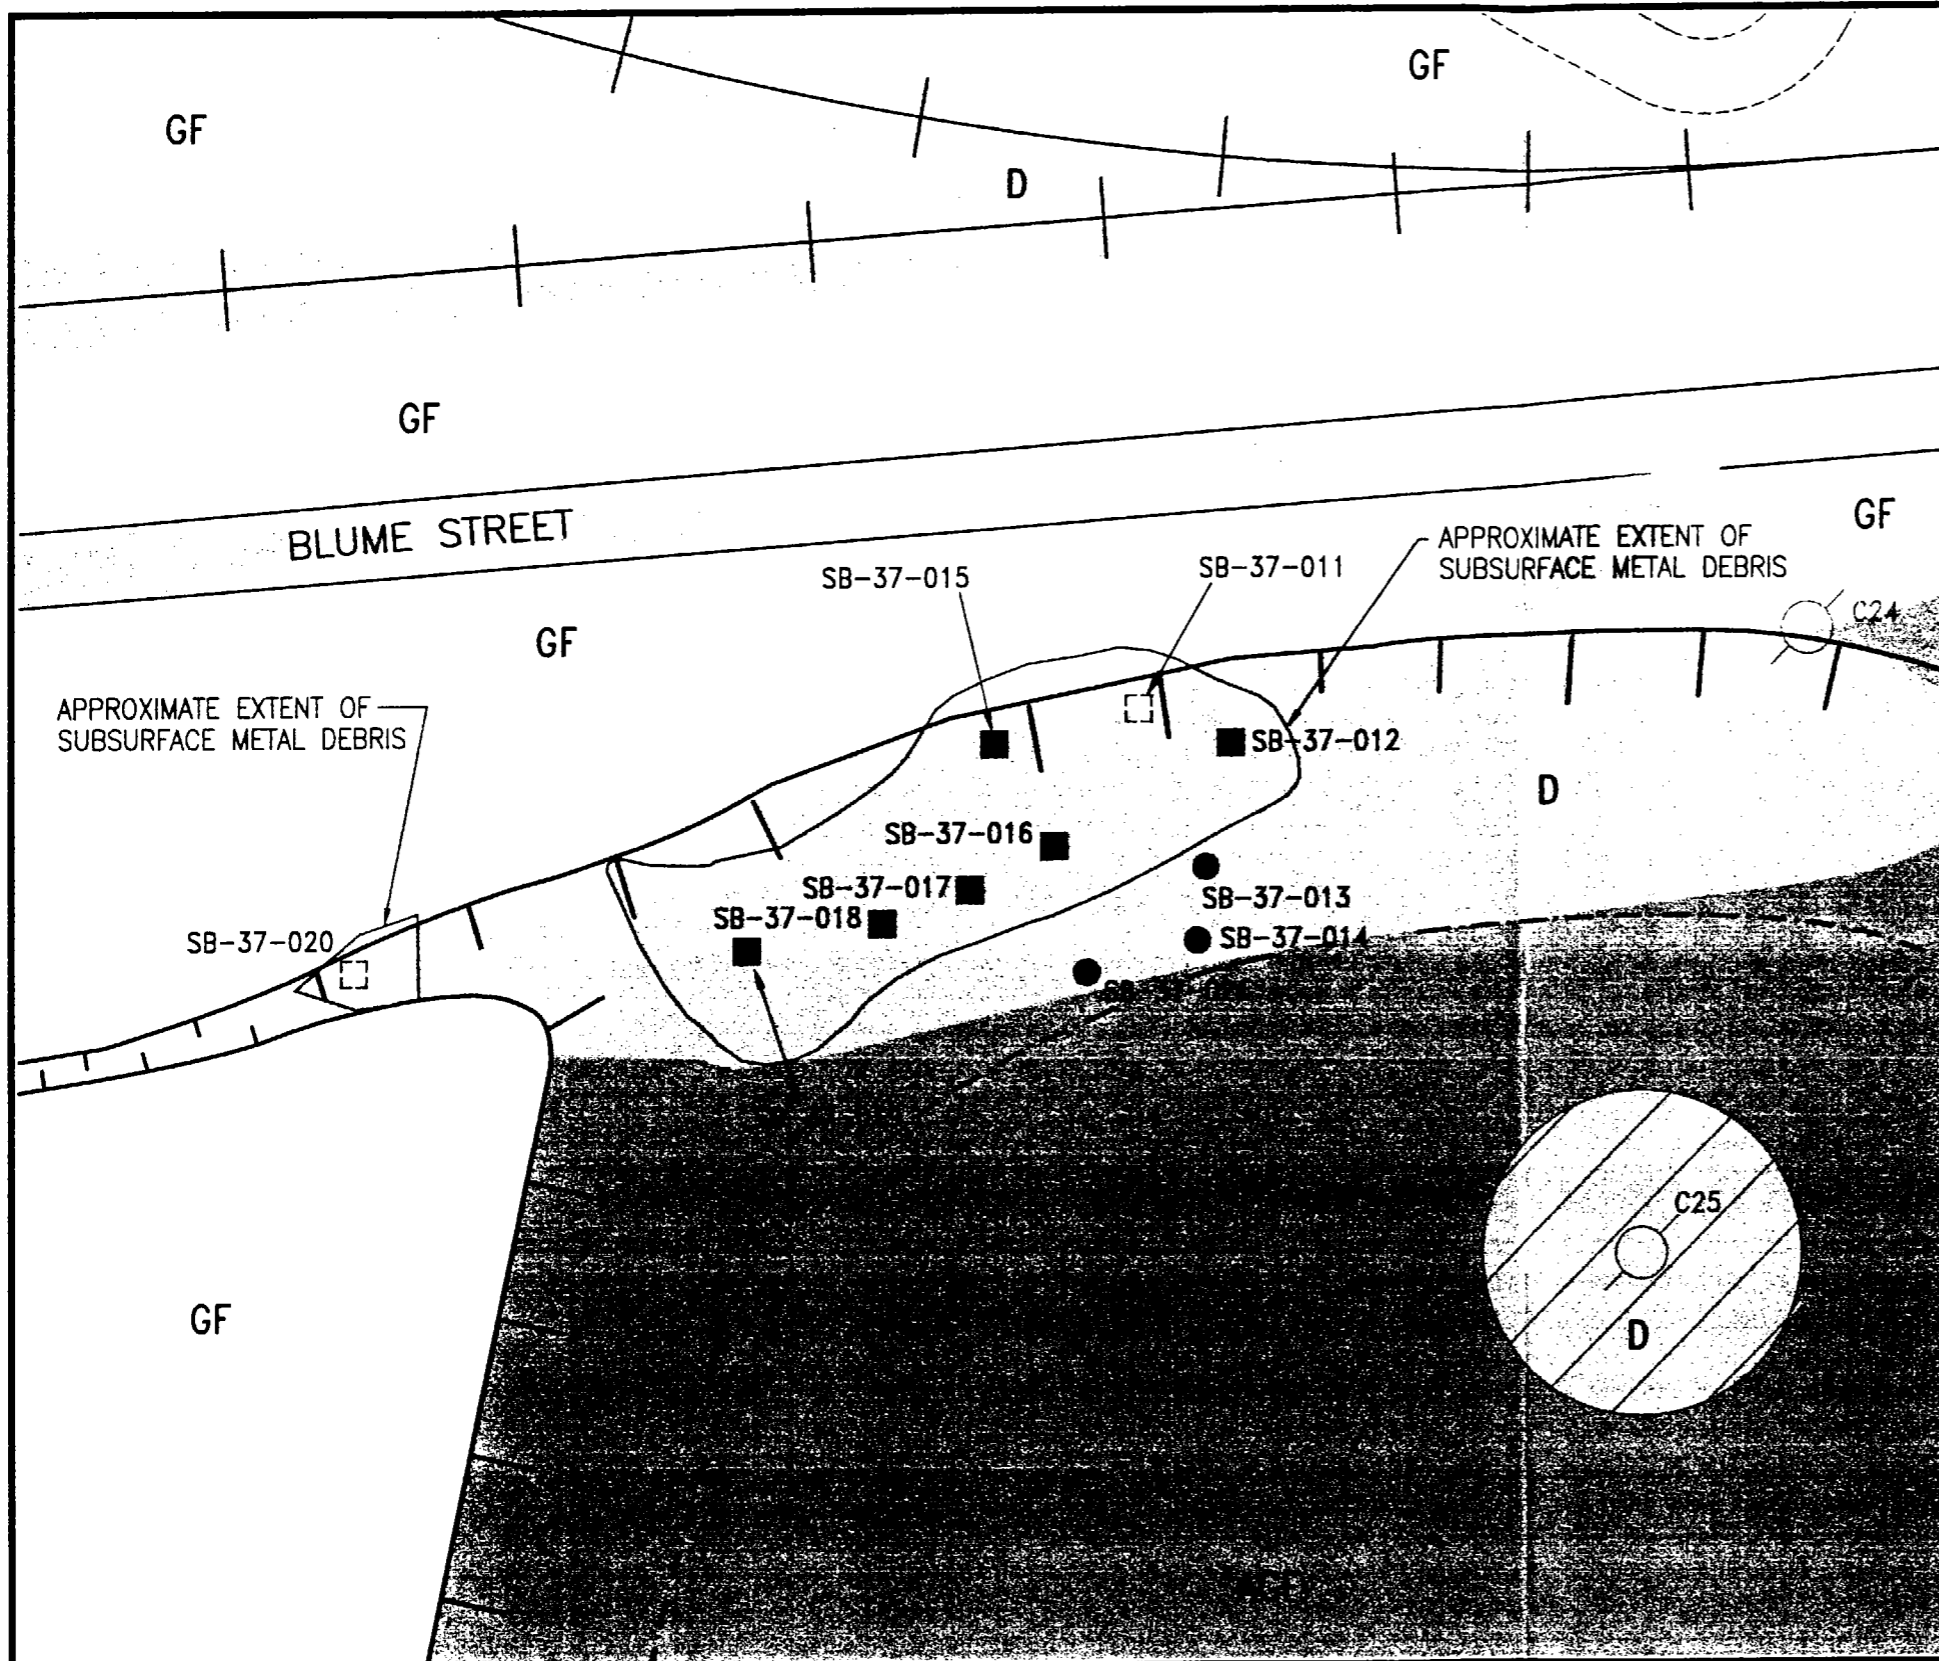 GF
GF
D
GF
BLUME STREET
GF
GF
APPROXIMATE EXTENT OF
SUBSURFACE METAL DEBRIS
SB-37-011
SB-37-015
C24
APPROXIMATE EXTENT OF
SUBSURFACE METAL DEBRIS
SB-37-012
D
SB-37-016
SB-37-017
SB-37-013
SB-37-018
SB-37-014
SB-37-020
C25
GF
D